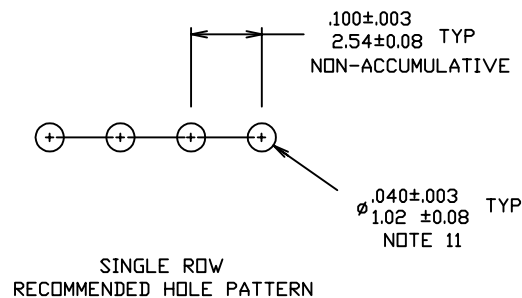 .100±.003
2.54±0.08 TYP
NON-ACCUMULATIVE
ø.040±.003
1.02 ±0.08 TYP
NOTE 11
SINGLE ROW
RECOMMENDED HOLE PATTERN